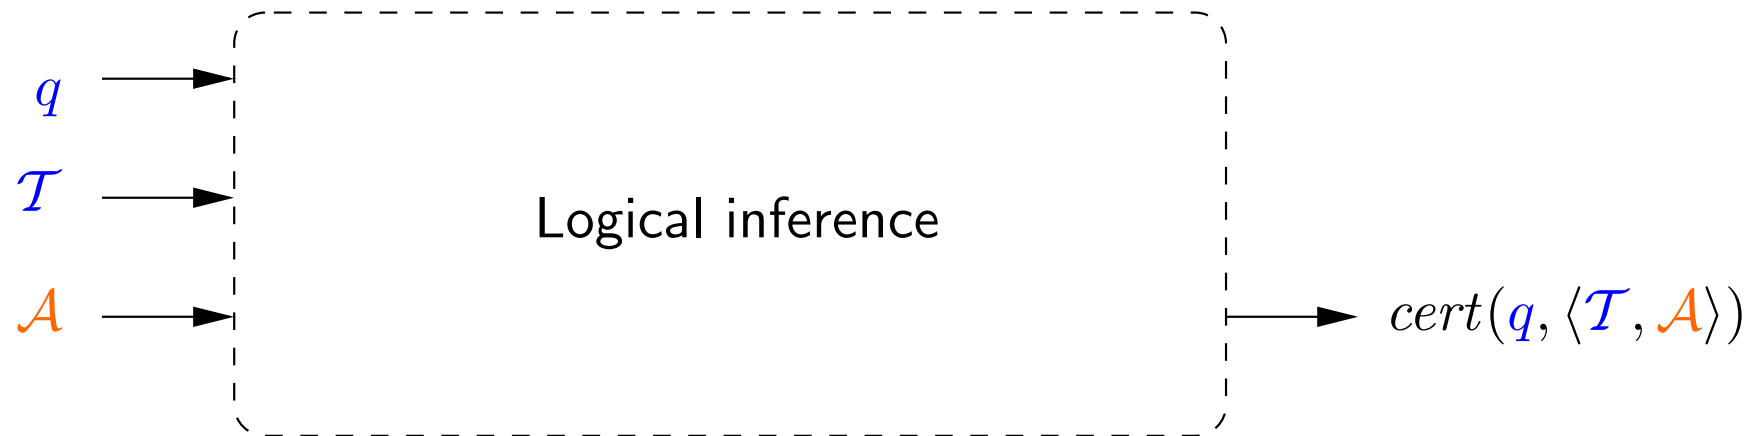 q
𝒯
Logical inference
𝒜
cert(q, ⟨𝒯, 𝒜⟩)